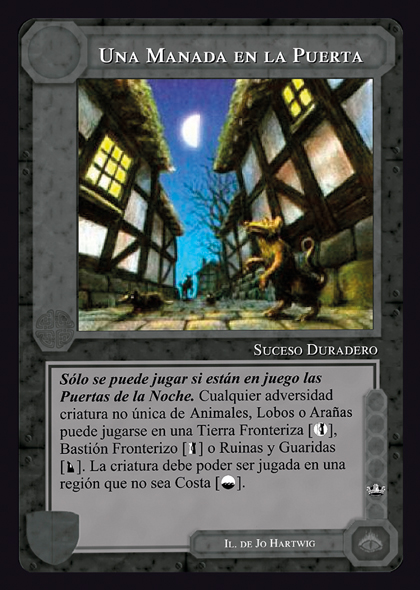 Una Manada en la Puerta
Suceso Duradero
Sólo se puede jugar si están en juego las
Puertas de la Noche. Cualquier adversidad
criatura no única de Animales, Lobos o Arañas
puede jugarse en una Tierra Fronteriza [ ],
Bastión Fronterizo [ ] o Ruinas y Guaridas
[ ]. La criatura debe poder ser jugada en una
región que no sea Costa [ ].
Il. de Jo Hartwig